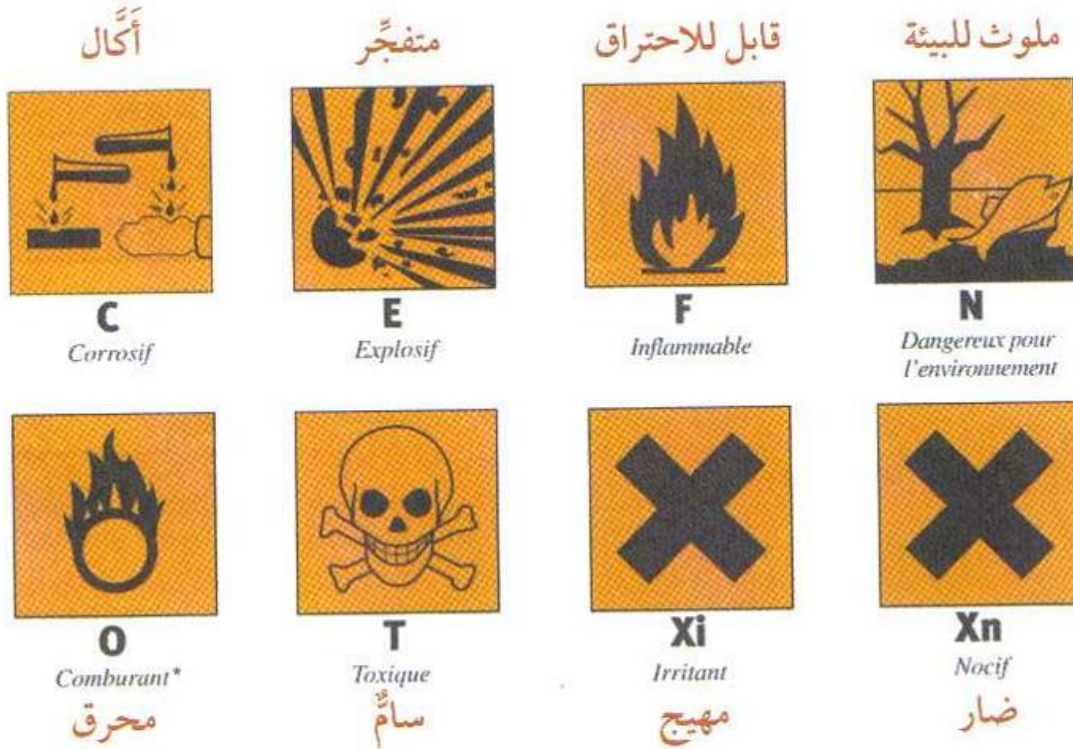 أَكَّال
متفجِّر
قابل للاحتراق
ملوث للبيئة
C
E
F
N
Corrosif
Explosif
Inflammable
Dangereux pour
l'environnement
O
T
Xi
Xn
Comburant*
Toxique
Irritant
Nocif
محرق
سامٌّ
مهيج
ضار